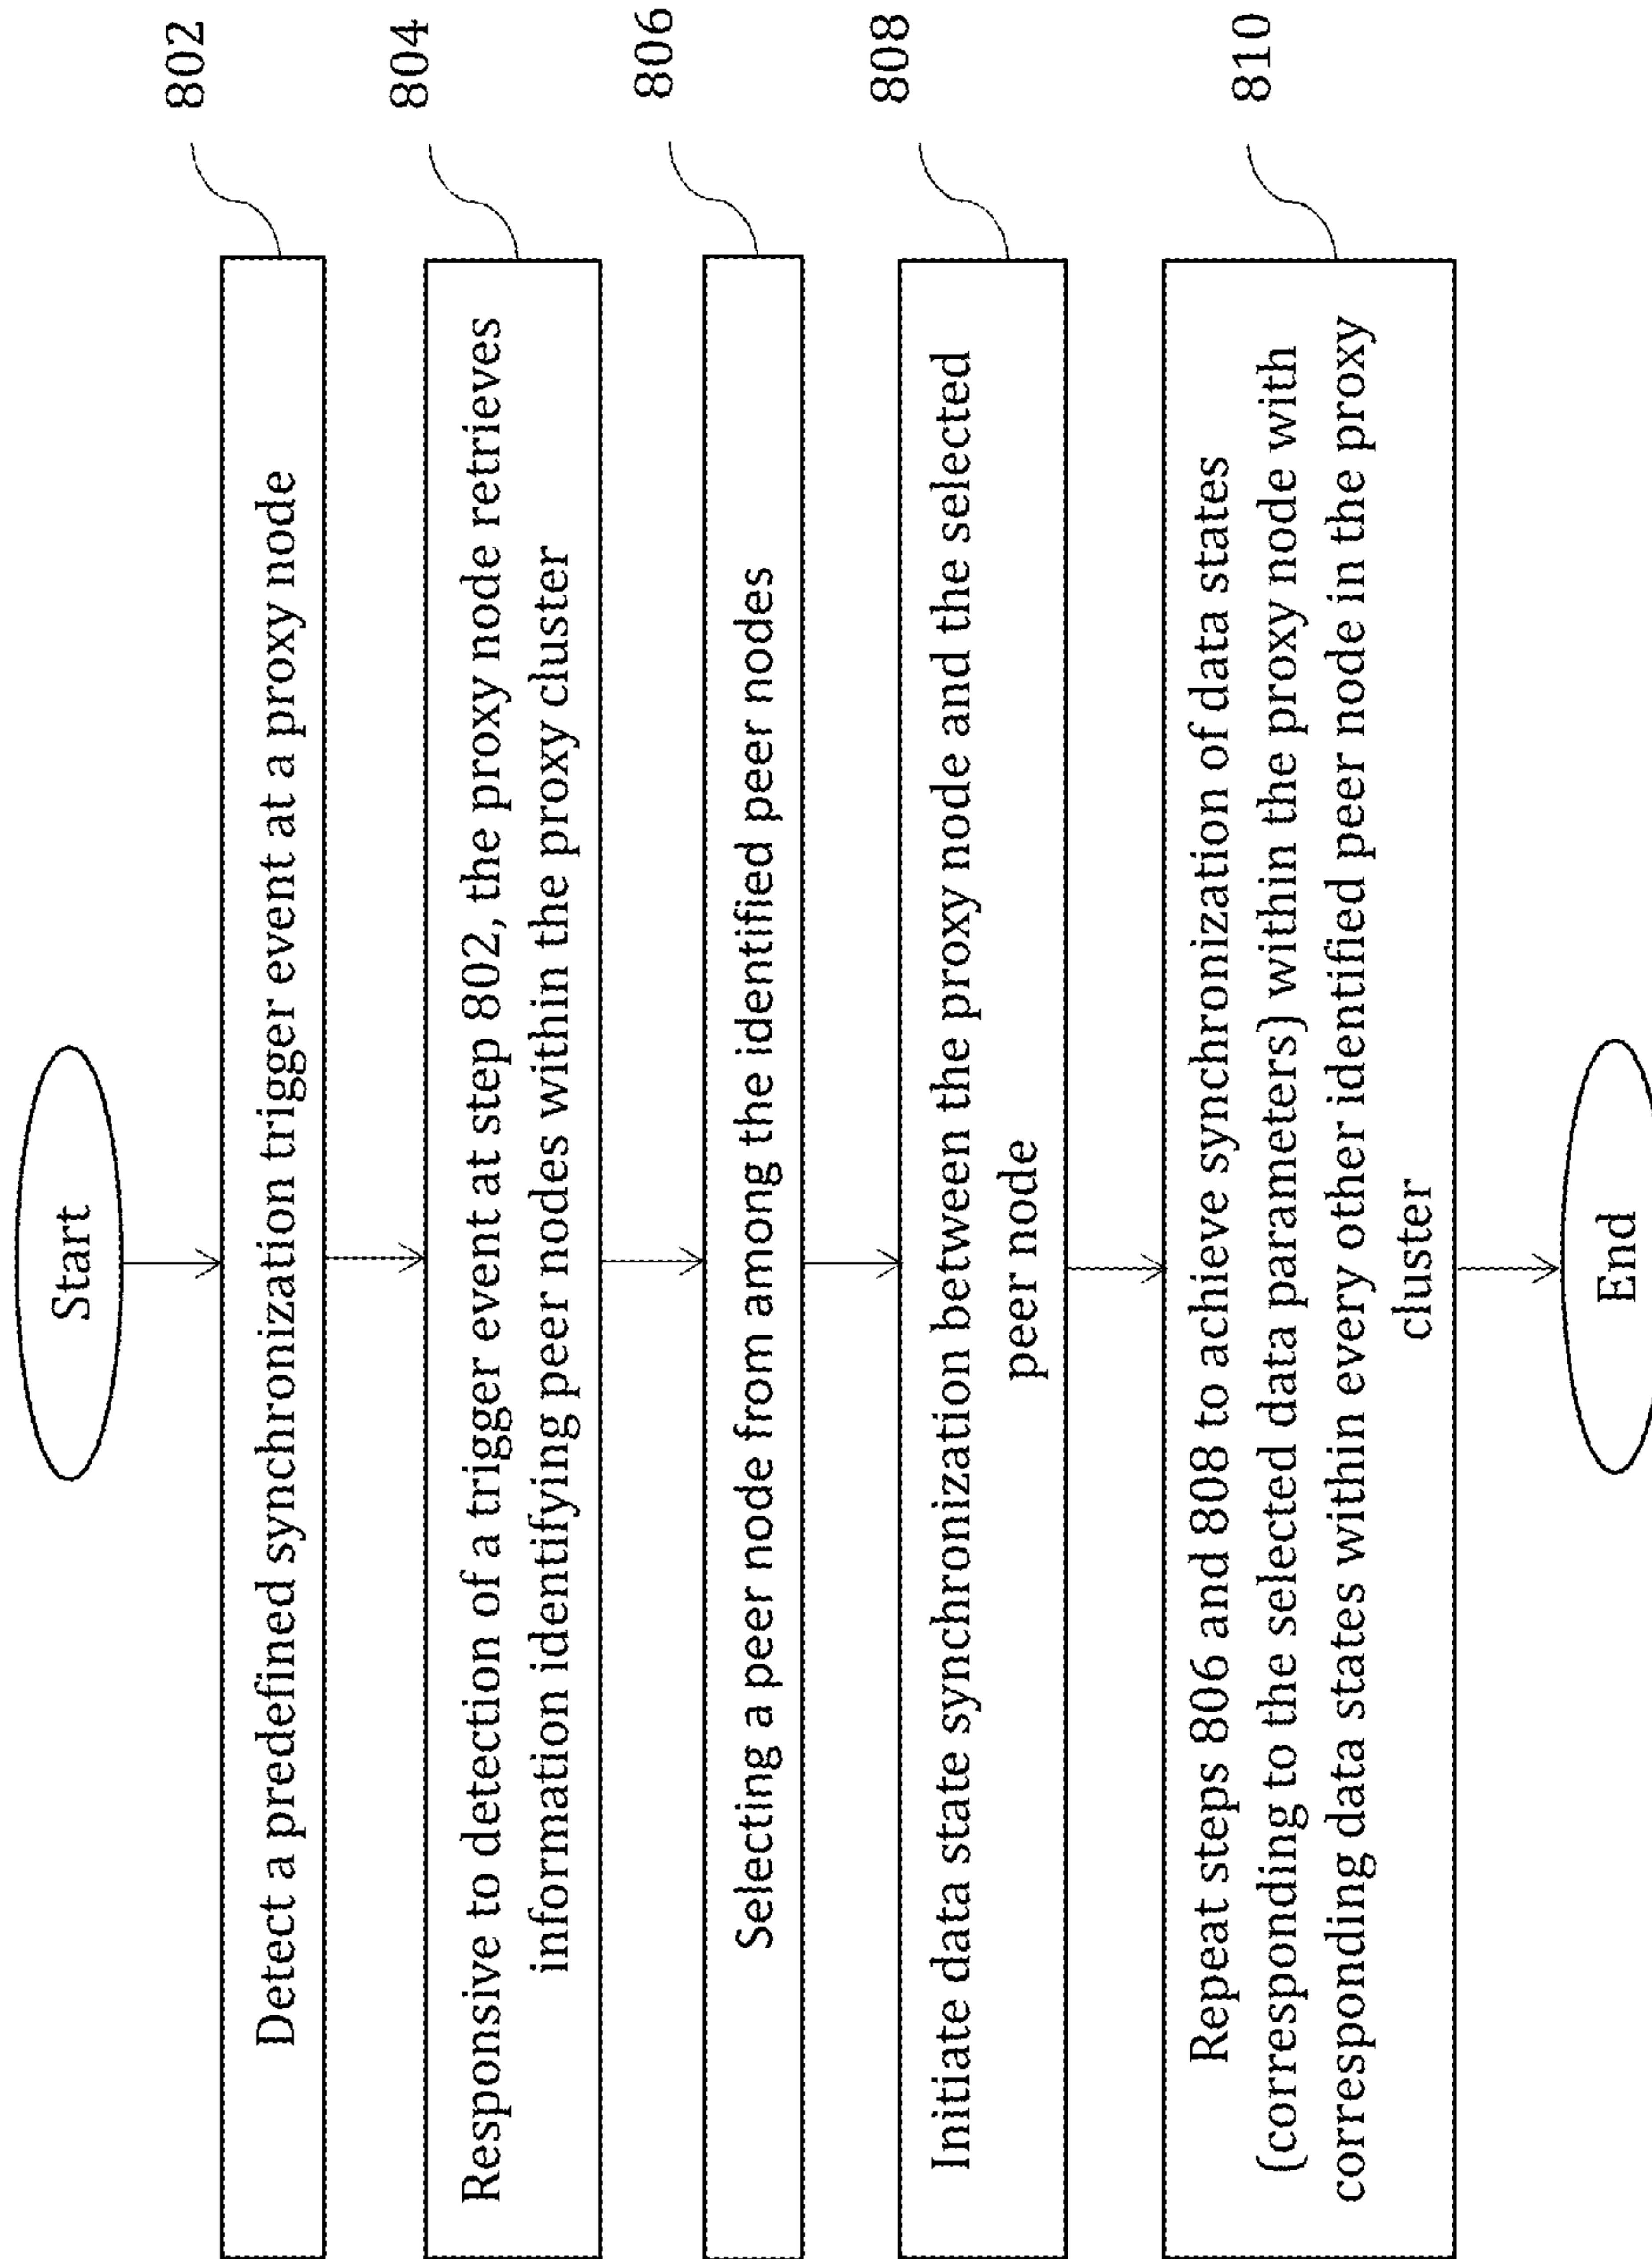 Start
Detect a predefined synchronization trigger event at a proxy node
802
Responsive to detection of a trigger event at step 802, the proxy node retrieves
information identifying peer nodes within the proxy cluster
804
Selecting a peer node from among the identified peer nodes
806
Initiate data state synchronization between the proxy node and the selected
peer node
808
Repeat steps 806 and 808 to achieve synchronization of data states
(corresponding to the selected data parameters) within the proxy node with
corresponding data states within every other identified peer node in the proxy
cluster
810
End